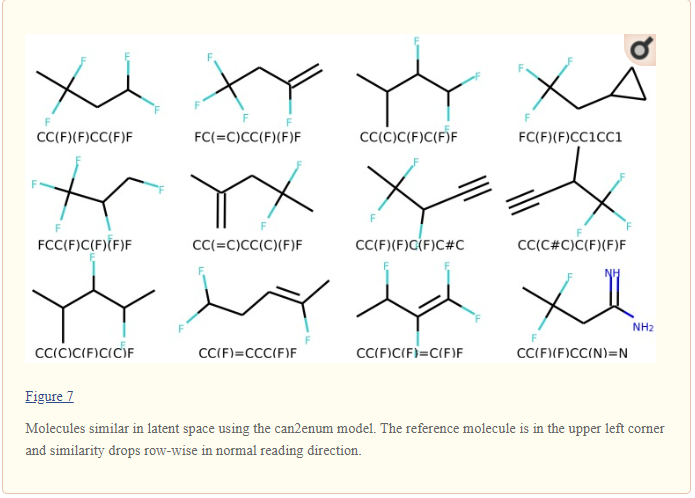 F F
F
F
CC(F)(F)CC(F)F
F
F
F
F
FC(=C)CC(F)(F)F
F
F
F
CC(C)C(F)C(F)F
F F
F
FC(F)(F)CC1CC1
F
F F
F
F
FCC(F)C(F)(F)F
F
F
CC(=C)CC(C)(F)F
F
F
F
CC(F)(F)C(F)C#C
F
F
F
CC(C#C)C(F)(F)F
F
F
CC(C)C(F)C(C)F
F
F
F
CC(F)=CCC(F)F
F F
F
F
CC(F)C(F)=C(F)F
F NH
NH2
F
CC(F)(F)CC(N)=N
Figure 7
Molecules similar in latent space using the can2enum model. The reference molecule is in the upper left corner
and similarity drops row-wise in normal reading direction.